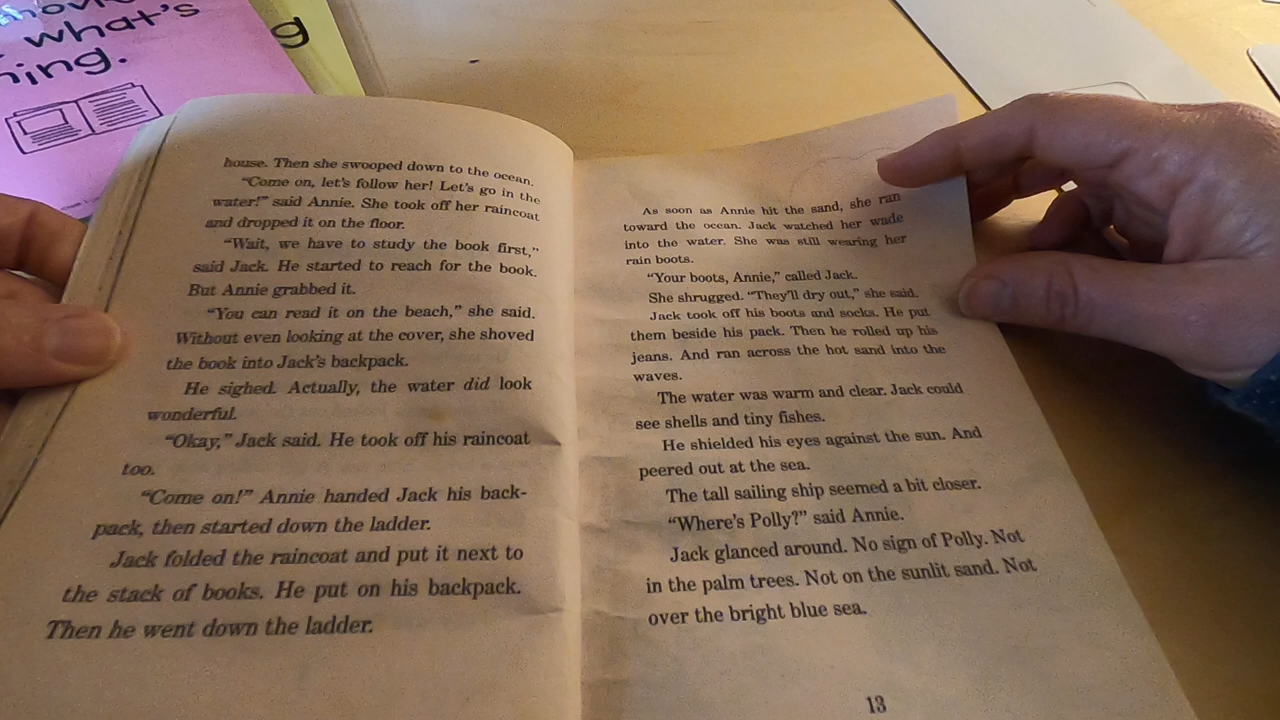 what's
ning.
g
house. Then she swooped down to the ocean.
“Come on, let's follow her! Let's go in the
water!” said Annie. She took off her raincoat
and dropped it on the floor.
“Wait, we have to study the book first,”
said Jack. He started to reach for the book.
But Annie grabbed it.
“You can read it on the beach,” she said.
Without even looking at the cover, she shoved
the book into Jack's backpack.
He sighed. Actually, the water did look
wonderful.
“Okay,” Jack said. He took off his raincoat
too.
“Come on!” Annie handed Jack his back-
pack, then started down the ladder.
Jack folded the raincoat and put it next to
the stack of books. He put on his backpack.
Then he went down the ladder.
As soon as Annie hit the sand, she ran
toward the ocean. Jack watched her wade
into the water. She was still wearing her
rain boots.
“Your boots, Annie,” called Jack.
She shrugged. “They'll dry out,” she said.
Jack took off his boots and socks. He put
them beside his pack. Then he rolled up his
jeans. And ran across the hot sand into the
waves.
The water was warm and clear. Jack could
see shells and tiny fishes.
He shielded his eyes against the sun. And
peered out at the sea.
The tall sailing ship seemed a bit closer.
“Where's Polly?” said Annie.
Jack glanced around. No sign of Polly. Not
in the palm trees. Not on the sunlit sand. Not
over the bright blue sea.
13